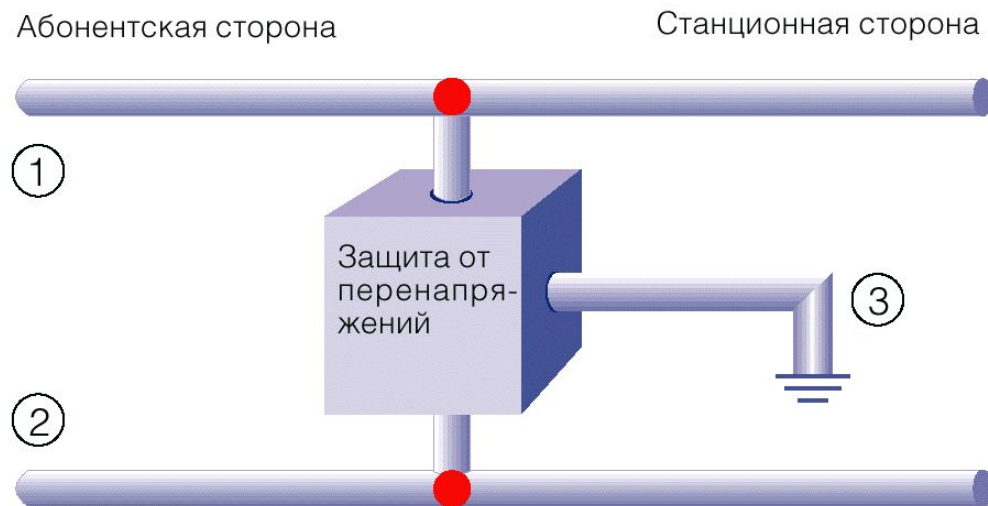 Абонентская сторона
Станционная сторона
1
Защита от
перенапря-
жений
3
2